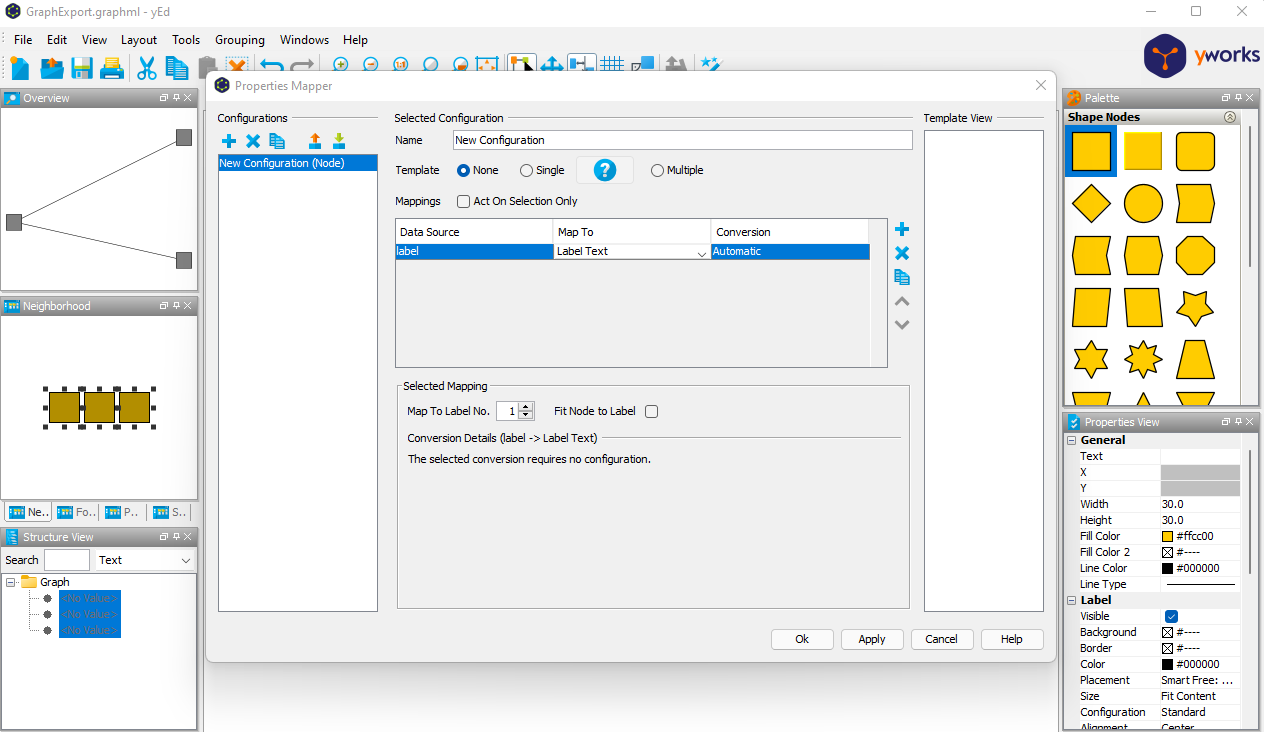 GraphExport.graphml - yEd
File Edit View Layout Tools Grouping Windows Help
yworks
Overview
Neighborhood
Ne.. Fo.. P.. S..
Structure View
Search Text
Graph
<No Value>
<No Value>
<No Value>
Properties Mapper
Configurations
New Configuration (Node)
Selected Configuration
Name New Configuration
Template None Single ? Multiple
Mappings Act On Selection Only
Data Source Map To Conversion
label Label Text Automatic
Selected Mapping
Map To Label No. 1 Fit Node to Label
Conversion Details (label -> Label Text)
The selected conversion requires no configuration.
Template View
Ok Apply Cancel Help
Palette
Shape Nodes
Properties View
General
Text
X
Y
Width 30.0
Height 30.0
Fill Color #ffcc00
Fill Color 2 #----
Line Color #000000
Line Type
Label
Visible
Background #----
Border #----
Color #000000
Placement Smart Free: ...
Size Fit Content
Configuration Standard
Alignment Center